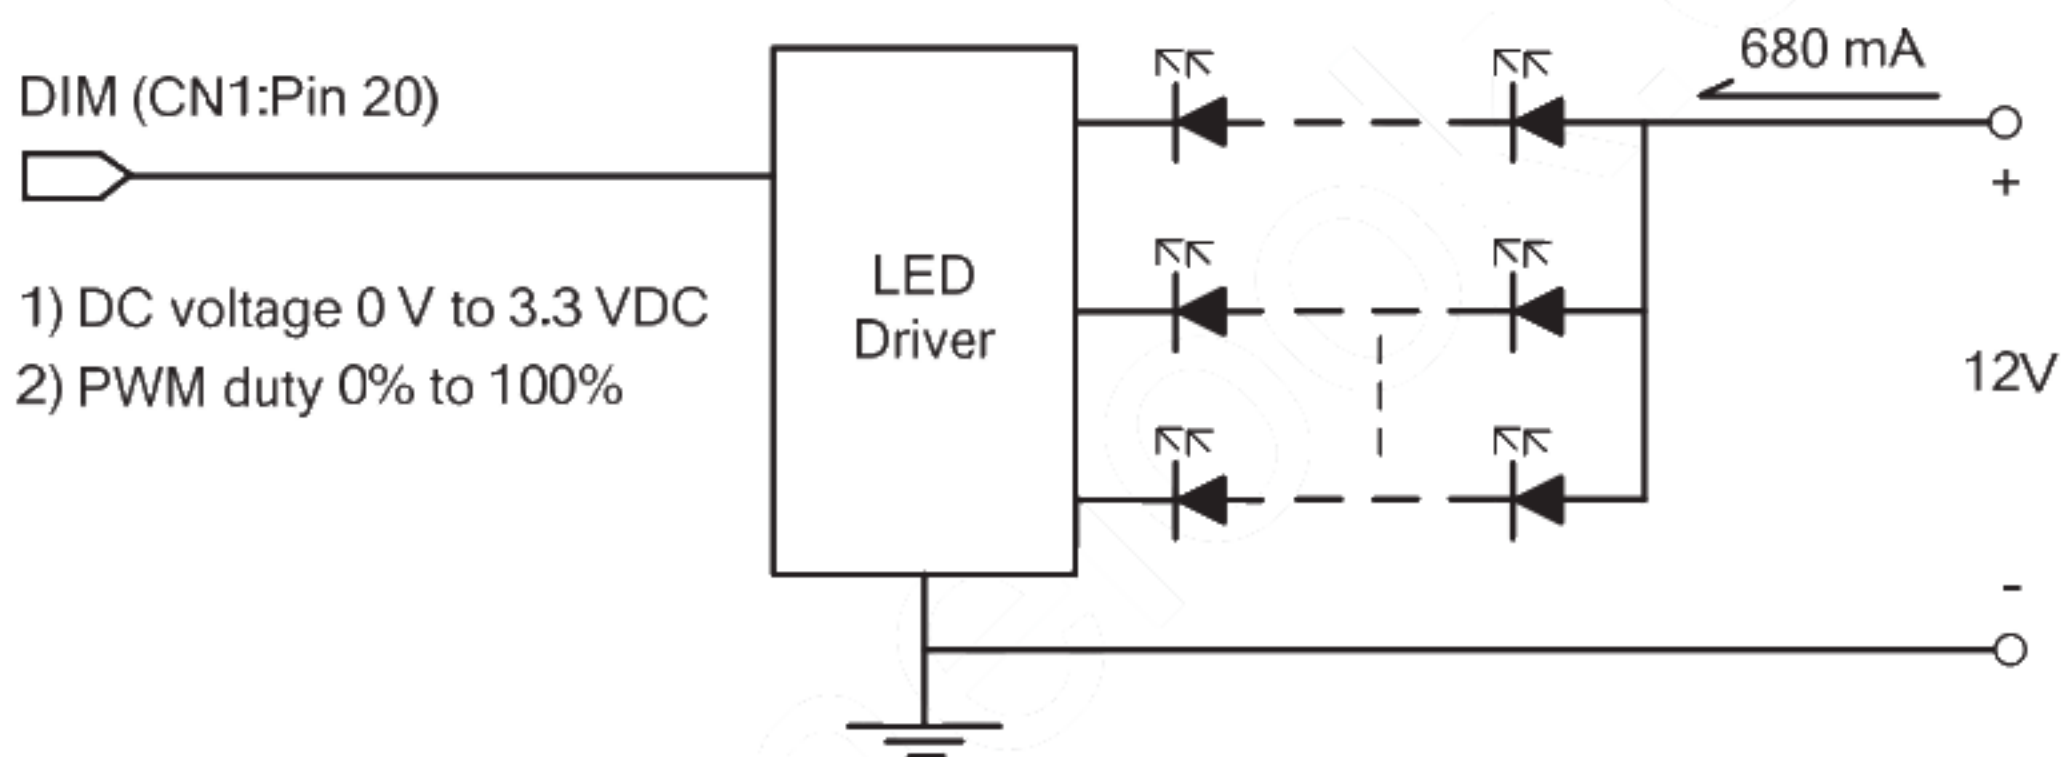 680 mA
DIM (CN1:Pin 20)
+
LED
Driver
1) DC voltage 0 V to 3.3 VDC
2) PWM duty 0% to 100%
12V
-